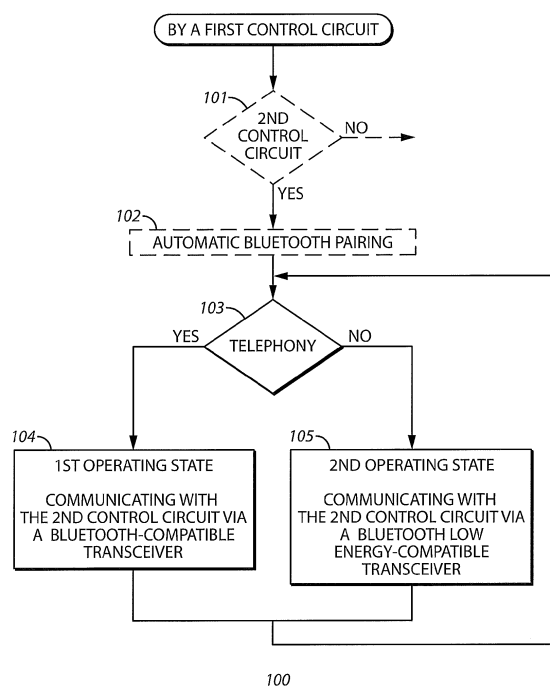 BY A FIRST CONTROL CIRCUIT
101
2ND
CONTROL
CIRCUIT
NO
YES
102
AUTOMATIC BLUETOOTH PAIRING
103
YES
TELEPHONY
NO
104
1ST OPERATING STATE
COMMUNICATING WITH
THE 2ND CONTROL CIRCUIT VIA
A BLUETOOTH-COMPATIBLE
TRANSCEIVER
105
2ND OPERATING STATE
COMMUNICATING WITH
THE 2ND CONTROL CIRCUIT VIA
A BLUETOOTH LOW
ENERGY-COMPATIBLE
TRANSCEIVER
100